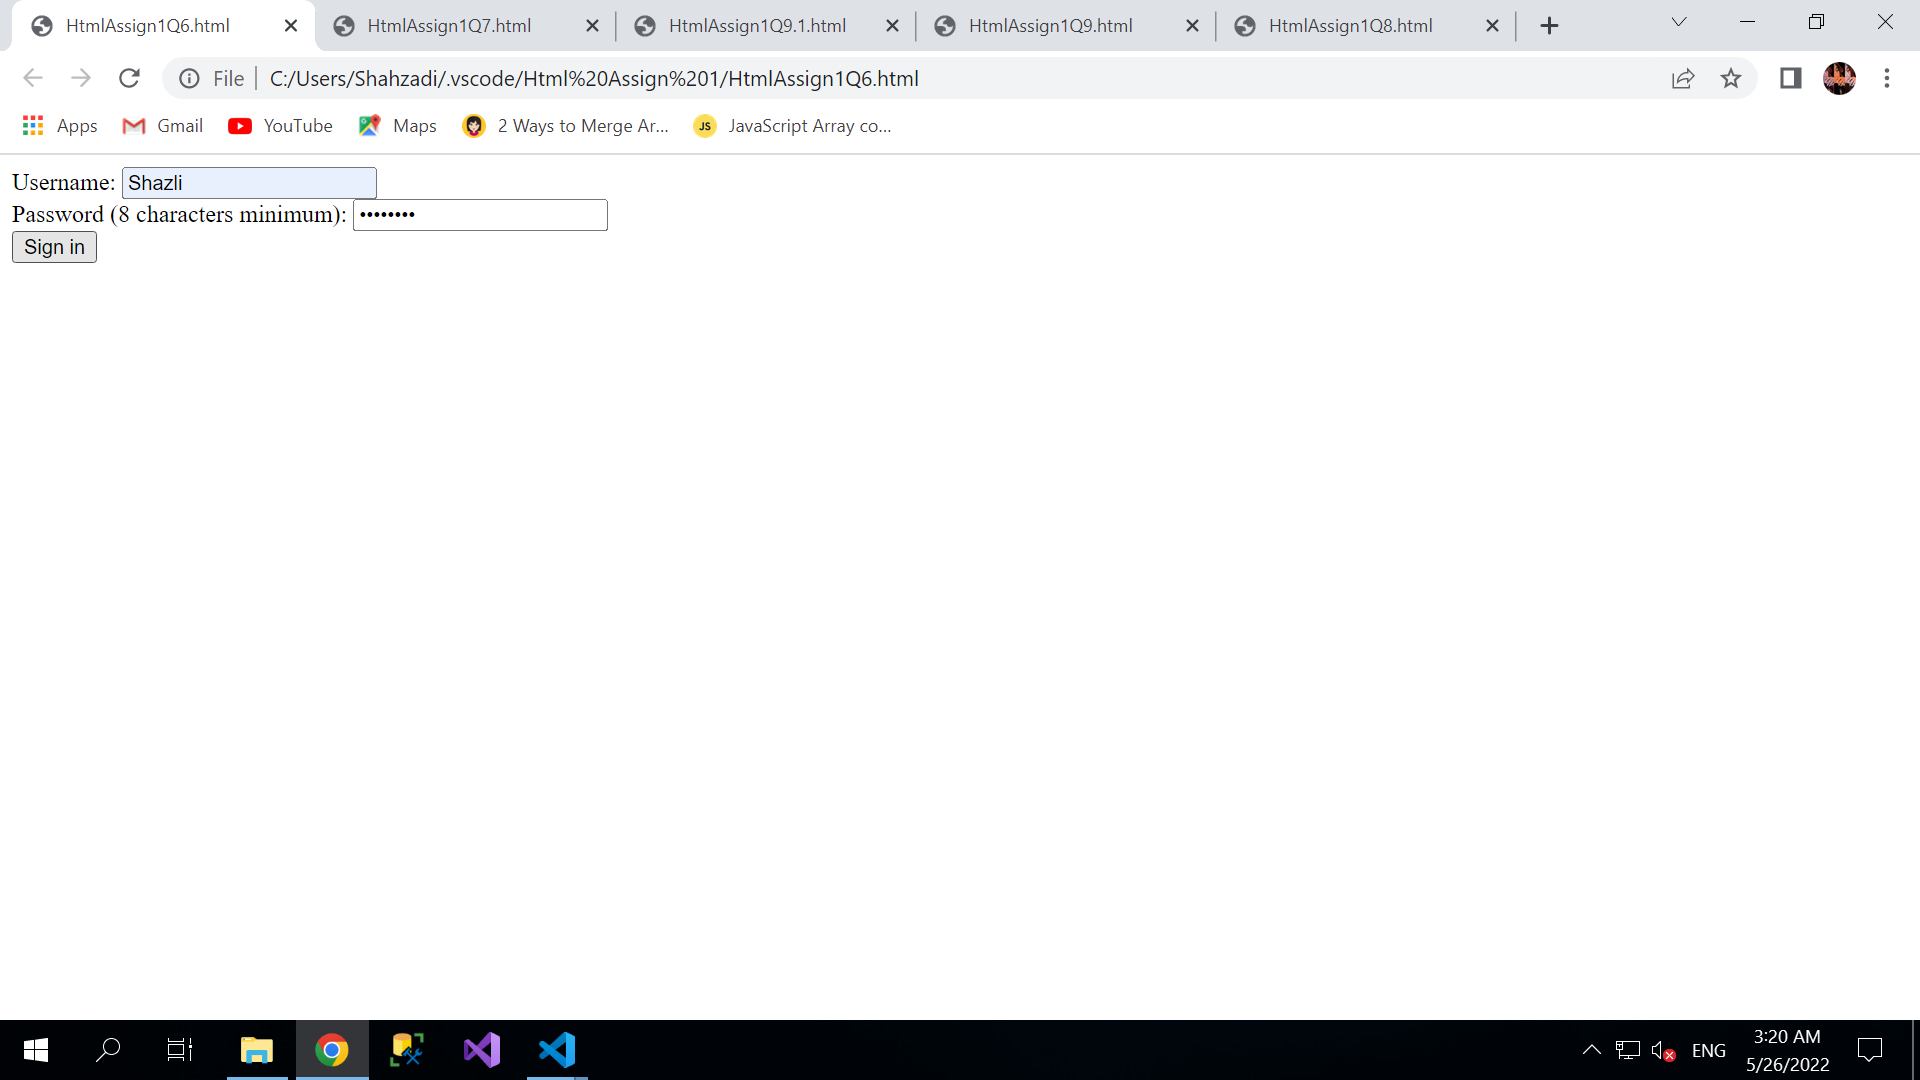 HtmlAssign1Q6.html HtmlAssign1Q7.html HtmlAssign1Q9.1.html HtmlAssign1Q9.html HtmlAssign1Q8.html
File C:/Users/Shahzadi/.vscode/Html%20Assign%201/HtmlAssign1Q6.html
Apps Gmail YouTube Maps 2 Ways to Merge Ar... JS JavaScript Array co...
Username: Shazli
Password (8 characters minimum): ••••••••
Sign in
ENG
3:20 AM
5/26/2022